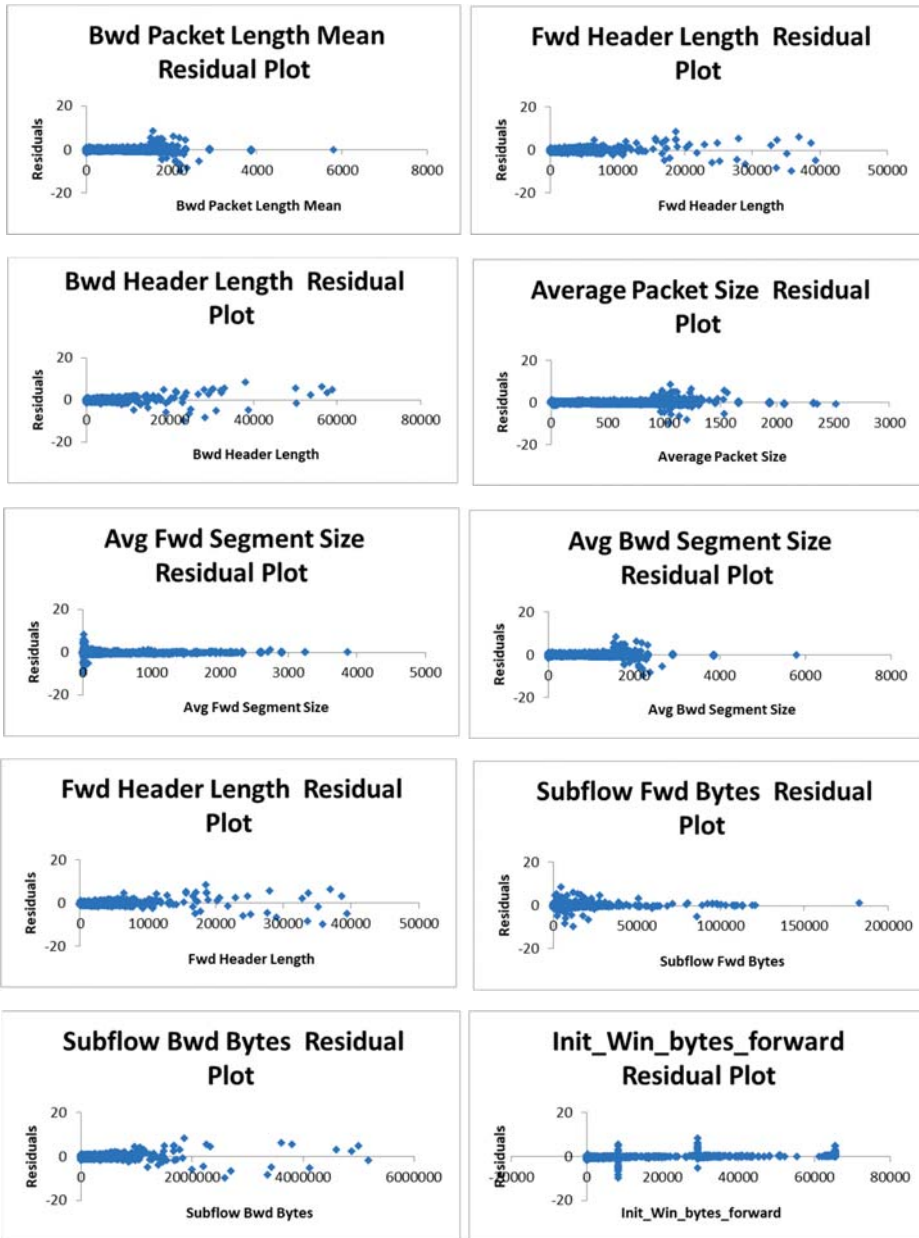 Bwd Packet Length Mean
Residual Plot
20
0
-20
Residuals
0
2000
4000
6000
8000
Bwd Packet Length Mean
Fwd Header Length Residual
Plot
20
0
-20
Residuals
0
10000
20000
30000
40000
50000
Fwd Header Length
Bwd Header Length Residual
Plot
20
0
-20
Residuals
0
20000
40000
60000
80000
Bwd Header Length
Average Packet Size Residual
Plot
20
0
-20
Residuals
0
500
1000
1500
2000
2500
3000
Average Packet Size
Avg Fwd Segment Size
Residual Plot
20
0
-20
Residuals
0
1000
2000
3000
4000
5000
Avg Fwd Segment Size
Avg Bwd Segment Size
Residual Plot
20
0
-20
Residuals
0
2000
4000
6000
8000
Avg Bwd Segment Size
Fwd Header Length Residual
Plot
20
0
-20
Residuals
0
10000
20000
30000
40000
50000
Fwd Header Length
Subflow Fwd Bytes Residual
Plot
20
0
-20
Residuals
0
50000
100000
150000
200000
Subflow Fwd Bytes
Subflow Bwd Bytes Residual
Plot
20
0
-20
Residuals
0
2000000
4000000
6000000
Subflow Bwd Bytes
Init_Win_bytes_forward
Residual Plot
20
0
-20
Residuals
-20000
0
20000
40000
60000
80000
Init_Win_bytes_forward